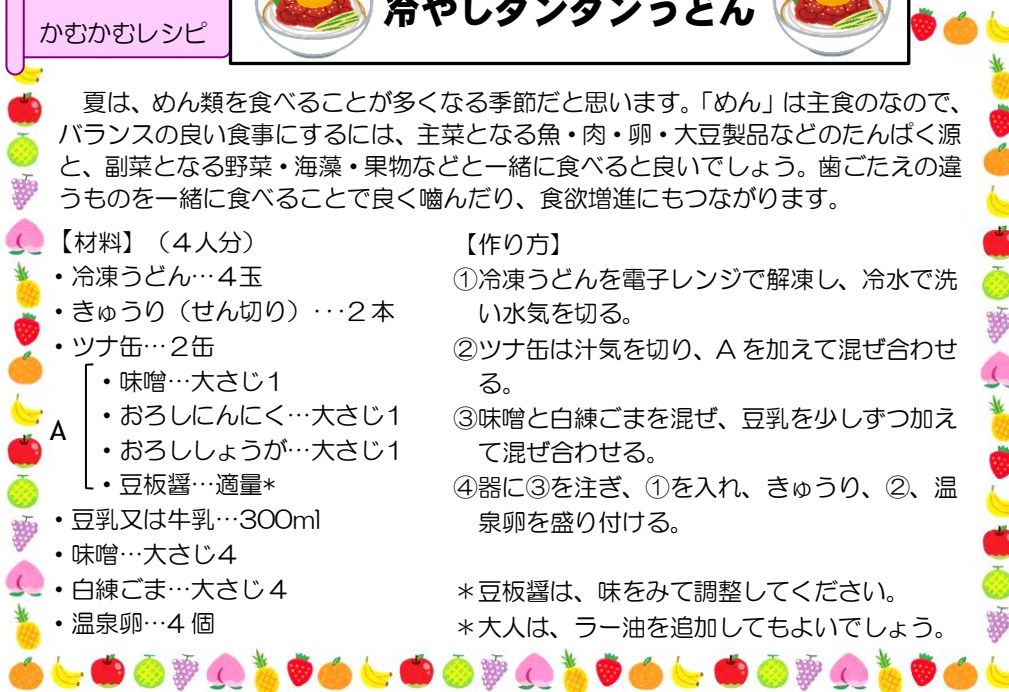 かむかむレシピ
冷やしタンタンうどん
夏は、めん類を食べることが多くなる季節だと思います。「めん」は主食のなので、
バランスの良い食事にするには、主菜となる魚・肉・卵・大豆製品などのたんぱく源
と、副菜となる野菜・海藻・果物などと一緒に食べると良いでしょう。歯ごたえの違
うものを一緒に食べることで良く嚙んだり、食欲増進にもつながります。
【材料】（４人分）
・冷凍うどん…４玉
・きゅうり（せん切り）･･･２本
・ツナ缶…２缶
A
・味噌…大さじ１
・おろしにんにく…大さじ１
・おろししょうが…大さじ１
・豆板醤…適量*
・豆乳又は牛乳…300ml
・味噌…大さじ４
・白練ごま…大さじ４
・温泉卵…４個
【作り方】
①冷凍うどんを電子レンジで解凍し、冷水で洗
い水気を切る。
②ツナ缶は汁気を切り、A を加えて混ぜ合わせ
る。
③味噌と白練ごまを混ぜ、豆乳を少しずつ加え
て混ぜ合わせる。
④器に③を注ぎ、①を入れ、きゅうり、②、温
泉卵を盛り付ける。
＊豆板醤は、味をみて調整してください。
＊大人は、ラー油を追加してもよいでしょう。